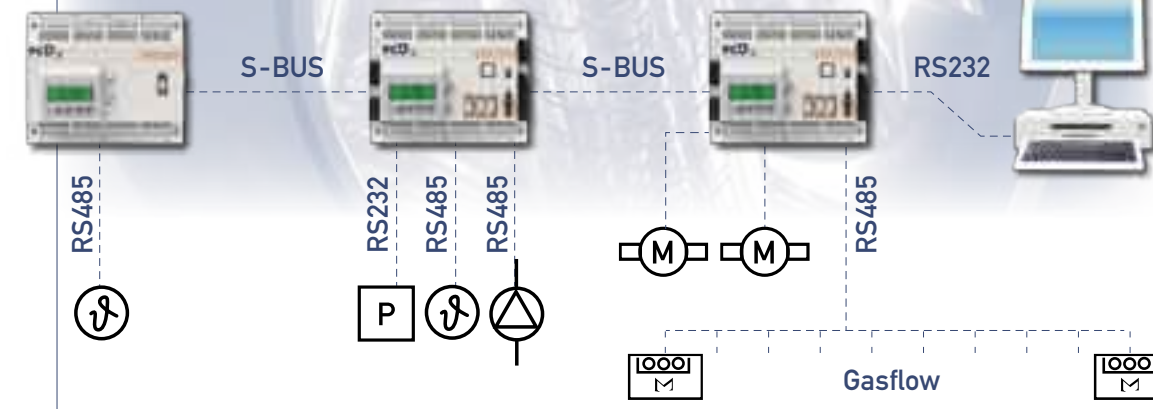 S-BUS S-BUS RS232
RS485 RS232 RS485 RS485 RS485
M M
ϑ P ϑ
Gasflow
M M